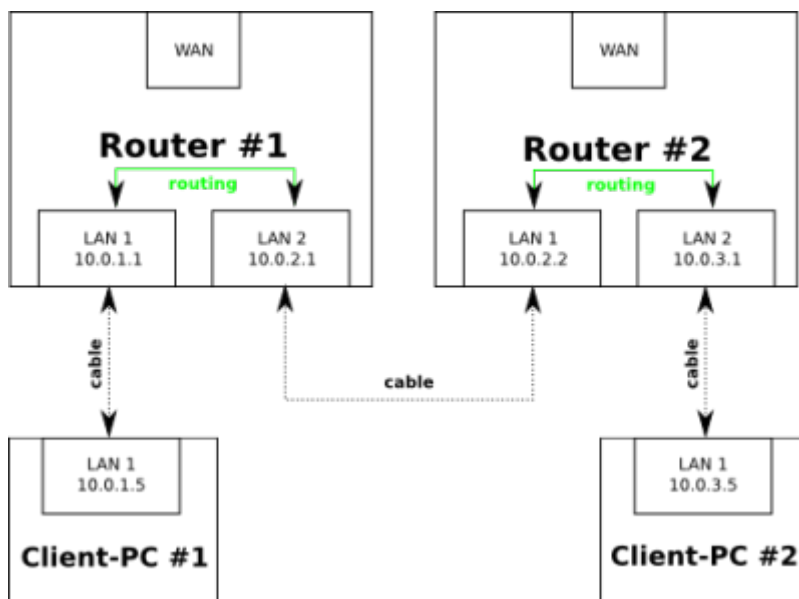 WAN
Router #1
routing
LAN 1
10.0.1.1
LAN 2
10.0.2.1
WAN
Router #2
routing
LAN 1
10.0.2.2
LAN 2
10.0.3.1
cable
cable
cable
LAN 1
10.0.1.5
Client-PC #1
LAN 1
10.0.3.5
Client-PC #2